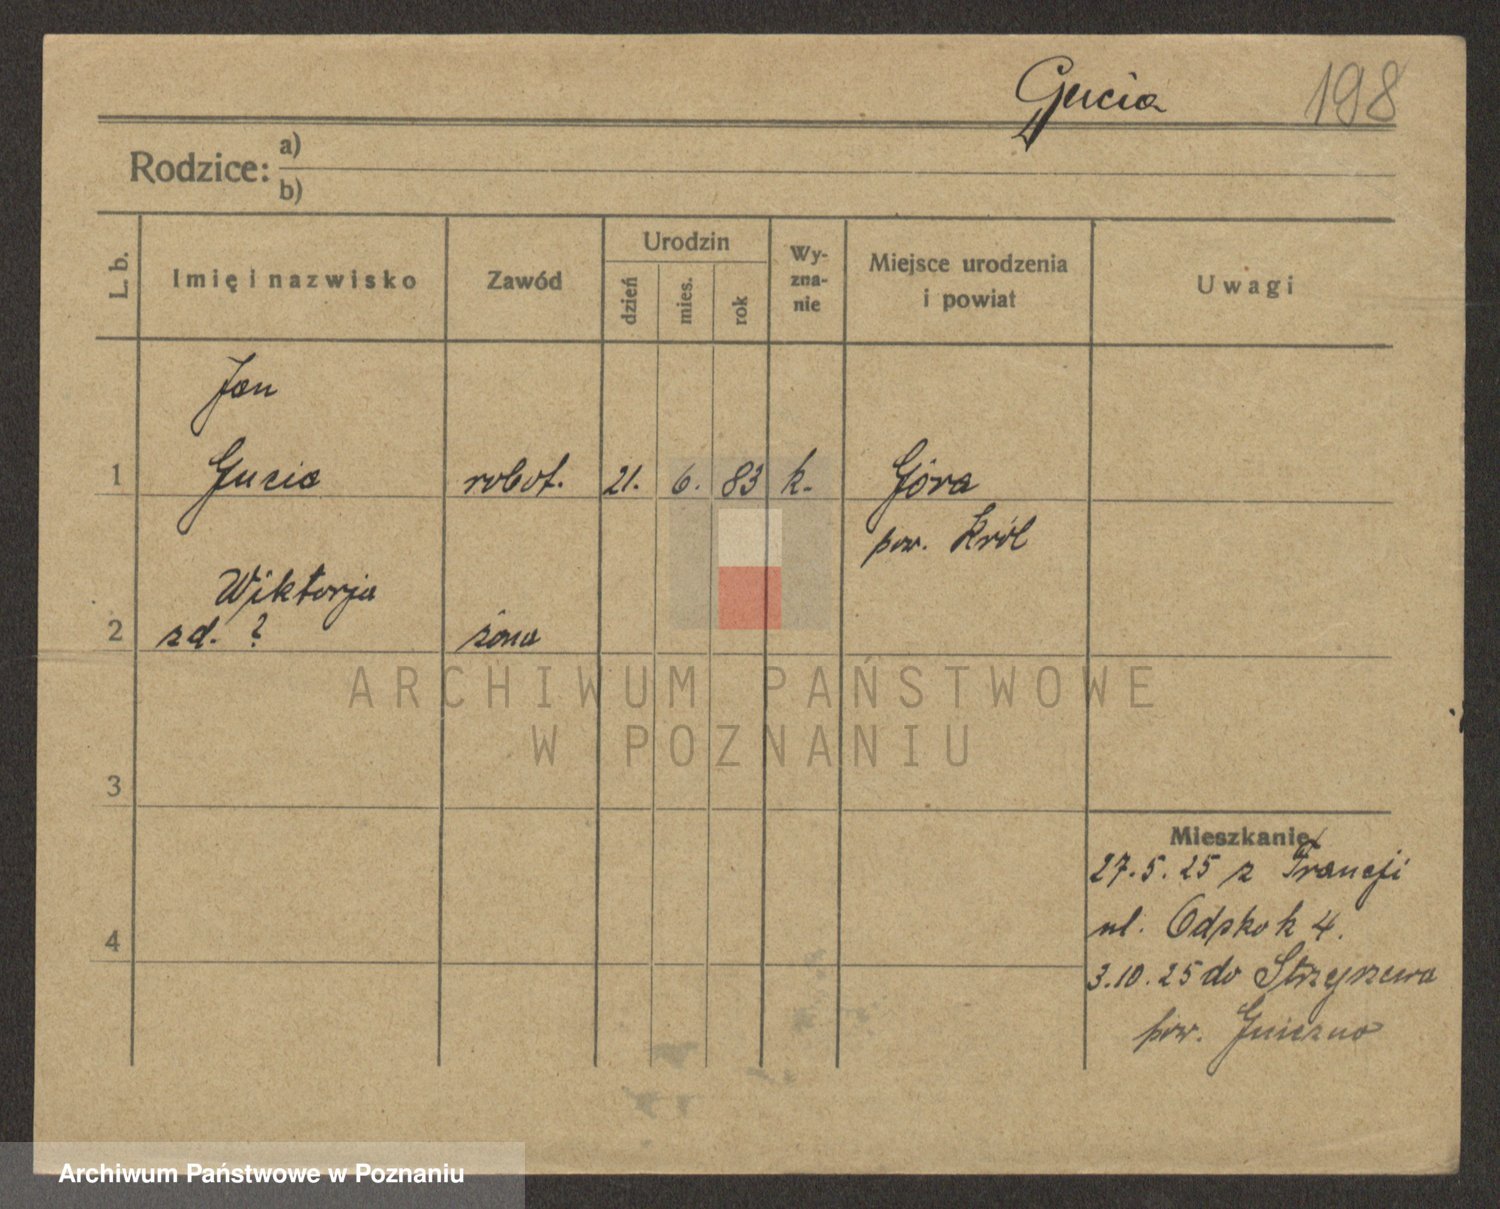 Gucia 198
Rodzice: a)
b)
L. b. Imię i nazwisko Zawód Urodzin dzień mies. rok Wy-zna-nie Miejsce urodzenia i powiat Uwagi
Jan
1 Gucia robot. 21. 6. 83 k. Góra
pow. Król
Wiktorja
2 zd. ? żona
ARCHIWUM PAŃSTWOWE
W POZNANIU
3
Mieszkanie
27.5.25 z Francji
4 ul. Odskok 4.
3.10.25 do Strzyżewa
pow. Gniezno
Archiwum Państwowe w Poznaniu